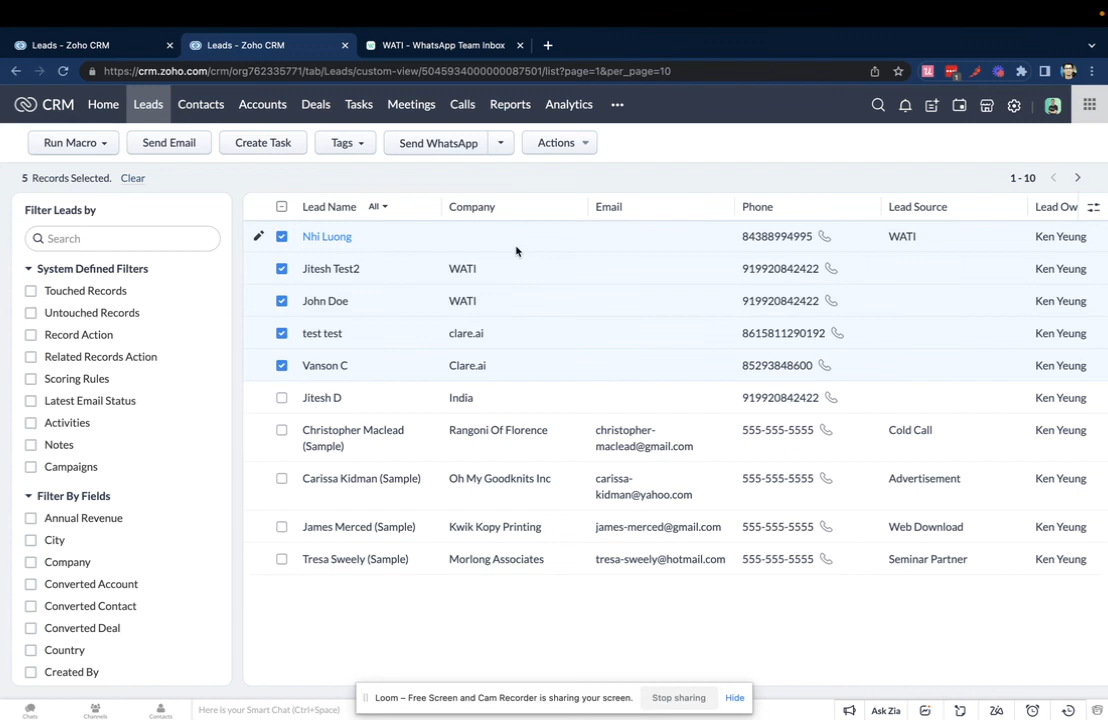 Leads - Zoho CRM
Leads - Zoho CRM
WATI - WhatsApp Team Inbox
https://crm.zoho.com/crm/org762335771/tab/Leads/custom-view/5045934000000087501/list?page=1&per_page=10
CRM Home Leads Contacts Accounts Deals Tasks Meetings Calls Reports Analytics
Run Macro Send Email Create Task Tags Send WhatsApp Actions
5 Records Selected. Clear 1 - 10
Filter Leads by
Search
System Defined Filters
Touched Records
Untouched Records
Record Action
Related Records Action
Scoring Rules
Latest Email Status
Activities
Notes
Campaigns
Filter By Fields
Annual Revenue
City
Company
Converted Account
Converted Contact
Converted Deal
Country
Created By
Lead Name All Company Email Phone Lead Source Lead Ow
Nhi Luong 84388994995 WATI Ken Yeung
Jitesh Test2 WATI 919920842422 Ken Yeung
John Doe WATI 919920842422 Ken Yeung
test test clare.ai 8615811290192 Ken Yeung
Vanson C Clare.ai 85293848600 Ken Yeung
Jitesh D India 919920842422 Ken Yeung
Christopher Maclead (Sample) Rangoni Of Florence christopher-maclead@gmail.com 555-555-5555 Cold Call Ken Yeung
Carissa Kidman (Sample) Oh My Goodknits Inc carissa-kidman@yahoo.com 555-555-5555 Advertisement Ken Yeung
James Merced (Sample) Kwik Kopy Printing james-merced@gmail.com 555-555-5555 Web Download Ken Yeung
Tresa Sweely (Sample) Morlong Associates tresa-sweely@hotmail.com 555-555-5555 Seminar Partner Ken Yeung
Loom – Free Screen and Cam Recorder is sharing your screen. Stop sharing Hide
Chats Channels Contacts Here is your Smart Chat (Ctrl+Space) Ask Zia